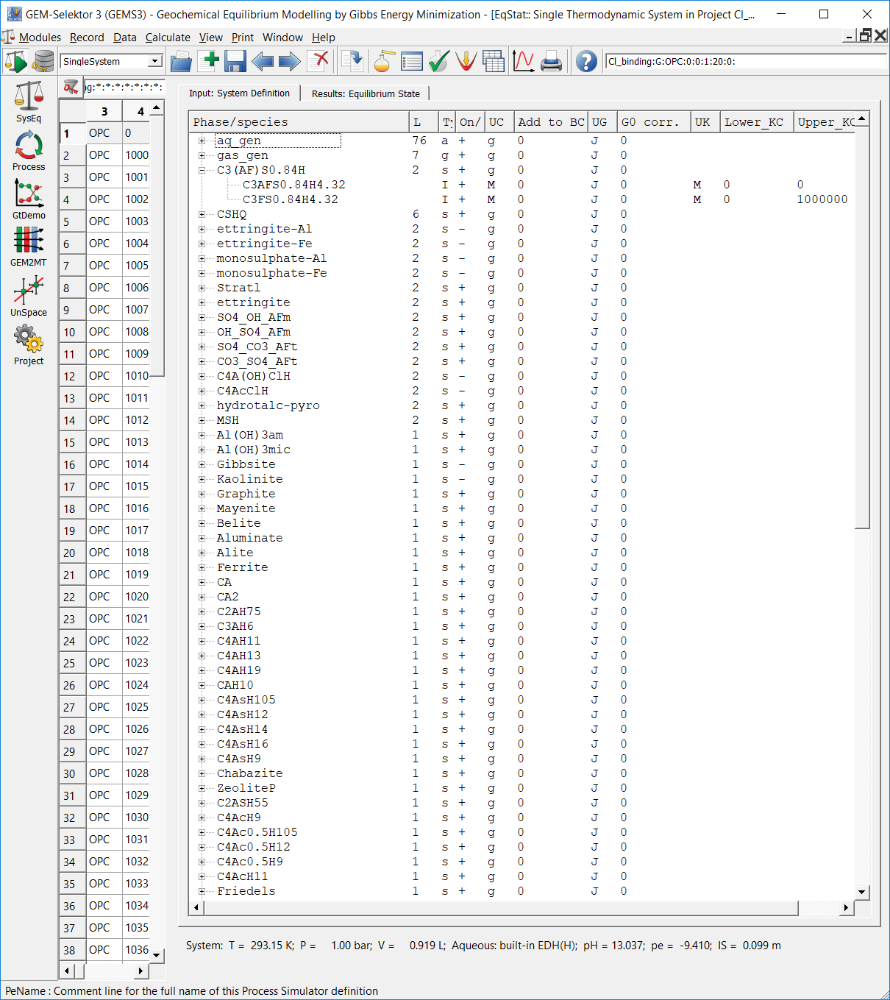 GEM-Selektor 3 (GEMS3) - Geochemical Equilibrium Modelling by Gibbs Energy Minimization - [EqStat:: Single Thermodynamic System in Project Cl_...
Modules Record Data Calculate View Print Window Help
SingleSystem Cl_binding:G:OPC:0:0:1:20:0:
SysEq
Process
GtDemo
GEM2MT
UnSpace
Project
ng:*:*:*:*:*:*:*:
3 4
1 OPC 0
2 OPC 1000
3 OPC 1001
4 OPC 1002
5 OPC 1003
6 OPC 1004
7 OPC 1005
8 OPC 1006
9 OPC 1007
10 OPC 1008
11 OPC 1009
12 OPC 1010
13 OPC 1011
14 OPC 1012
15 OPC 1013
16 OPC 1014
17 OPC 1015
18 OPC 1016
19 OPC 1017
20 OPC 1018
21 OPC 1019
22 OPC 1020
23 OPC 1021
24 OPC 1022
25 OPC 1023
26 OPC 1024
27 OPC 1025
28 OPC 1026
29 OPC 1027
30 OPC 1028
31 OPC 1029
32 OPC 1030
33 OPC 1031
34 OPC 1032
35 OPC 1033
36 OPC 1034
37 OPC 1035
38 OPC 1036
Input: System Definition Results: Equilibrium State
Phase/species L Ty On/ UC Add to BC UG G0 corr. UK Lower_KC Upper_KC
aq_gen 76 a + g 0 J 0
gas_gen 7 g + g 0 J 0
C3(AF)S0.84H 2 s + g 0 J 0
C3AFS0.84H4.32 I + M 0 J 0 M 0 0
C3FS0.84H4.32 I + M 0 J 0 M 0 1000000
CSHQ 6 s + g 0 J 0
ettringite-Al 2 s - g 0 J 0
ettringite-Fe 2 s - g 0 J 0
monosulphate-Al 2 s - g 0 J 0
monosulphate-Fe 2 s - g 0 J 0
Stratl 2 s + g 0 J 0
ettringite 2 s + g 0 J 0
SO4_OH_AFm 2 s + g 0 J 0
OH_SO4_AFm 2 s + g 0 J 0
SO4_CO3_AFt 2 s + g 0 J 0
CO3_SO4_AFt 2 s + g 0 J 0
C4A(OH)ClH 2 s - g 0 J 0
C4AcClH 2 s - g 0 J 0
hydrotalc-pyro 2 s + g 0 J 0
MSH 2 s + g 0 J 0
Al(OH)3am 1 s + g 0 J 0
Al(OH)3mic 1 s + g 0 J 0
Gibbsite 1 s - g 0 J 0
Kaolinite 1 s - g 0 J 0
Graphite 1 s + g 0 J 0
Mayenite 1 s + g 0 J 0
Belite 1 s + g 0 J 0
Aluminate 1 s + g 0 J 0
Alite 1 s + g 0 J 0
Ferrite 1 s + g 0 J 0
CA 1 s + g 0 J 0
CA2 1 s + g 0 J 0
C2AH75 1 s + g 0 J 0
C3AH6 1 s + g 0 J 0
C4AH11 1 s + g 0 J 0
C4AH13 1 s + g 0 J 0
C4AH19 1 s + g 0 J 0
CAH10 1 s + g 0 J 0
C4AsH105 1 s + g 0 J 0
C4AsH12 1 s + g 0 J 0
C4AsH14 1 s + g 0 J 0
C4AsH16 1 s + g 0 J 0
C4AsH9 1 s + g 0 J 0
Chabazite 1 s + g 0 J 0
ZeoliteP 1 s + g 0 J 0
C2ASH55 1 s + g 0 J 0
C4AcH9 1 s + g 0 J 0
C4Ac0.5H105 1 s + g 0 J 0
C4Ac0.5H12 1 s + g 0 J 0
C4Ac0.5H9 1 s + g 0 J 0
C4AcH11 1 s + g 0 J 0
Friedels 1 s + g 0 J 0
System: T = 293.15 K; P = 1.00 bar; V = 0.919 L; Aqueous: built-in EDH(H); pH = 13.037; pe = -9.410; IS = 0.099 m
PeName : Comment line for the full name of this Process Simulator definition